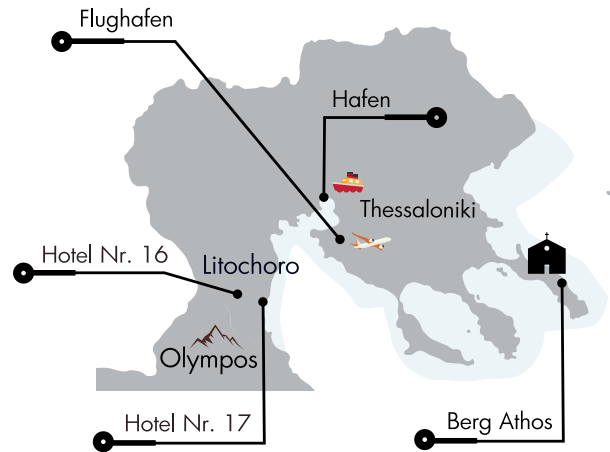 Flughafen
Hafen
Thessaloniki
Hotel Nr. 16
Litochoro
Olympos
Hotel Nr. 17
Berg Athos